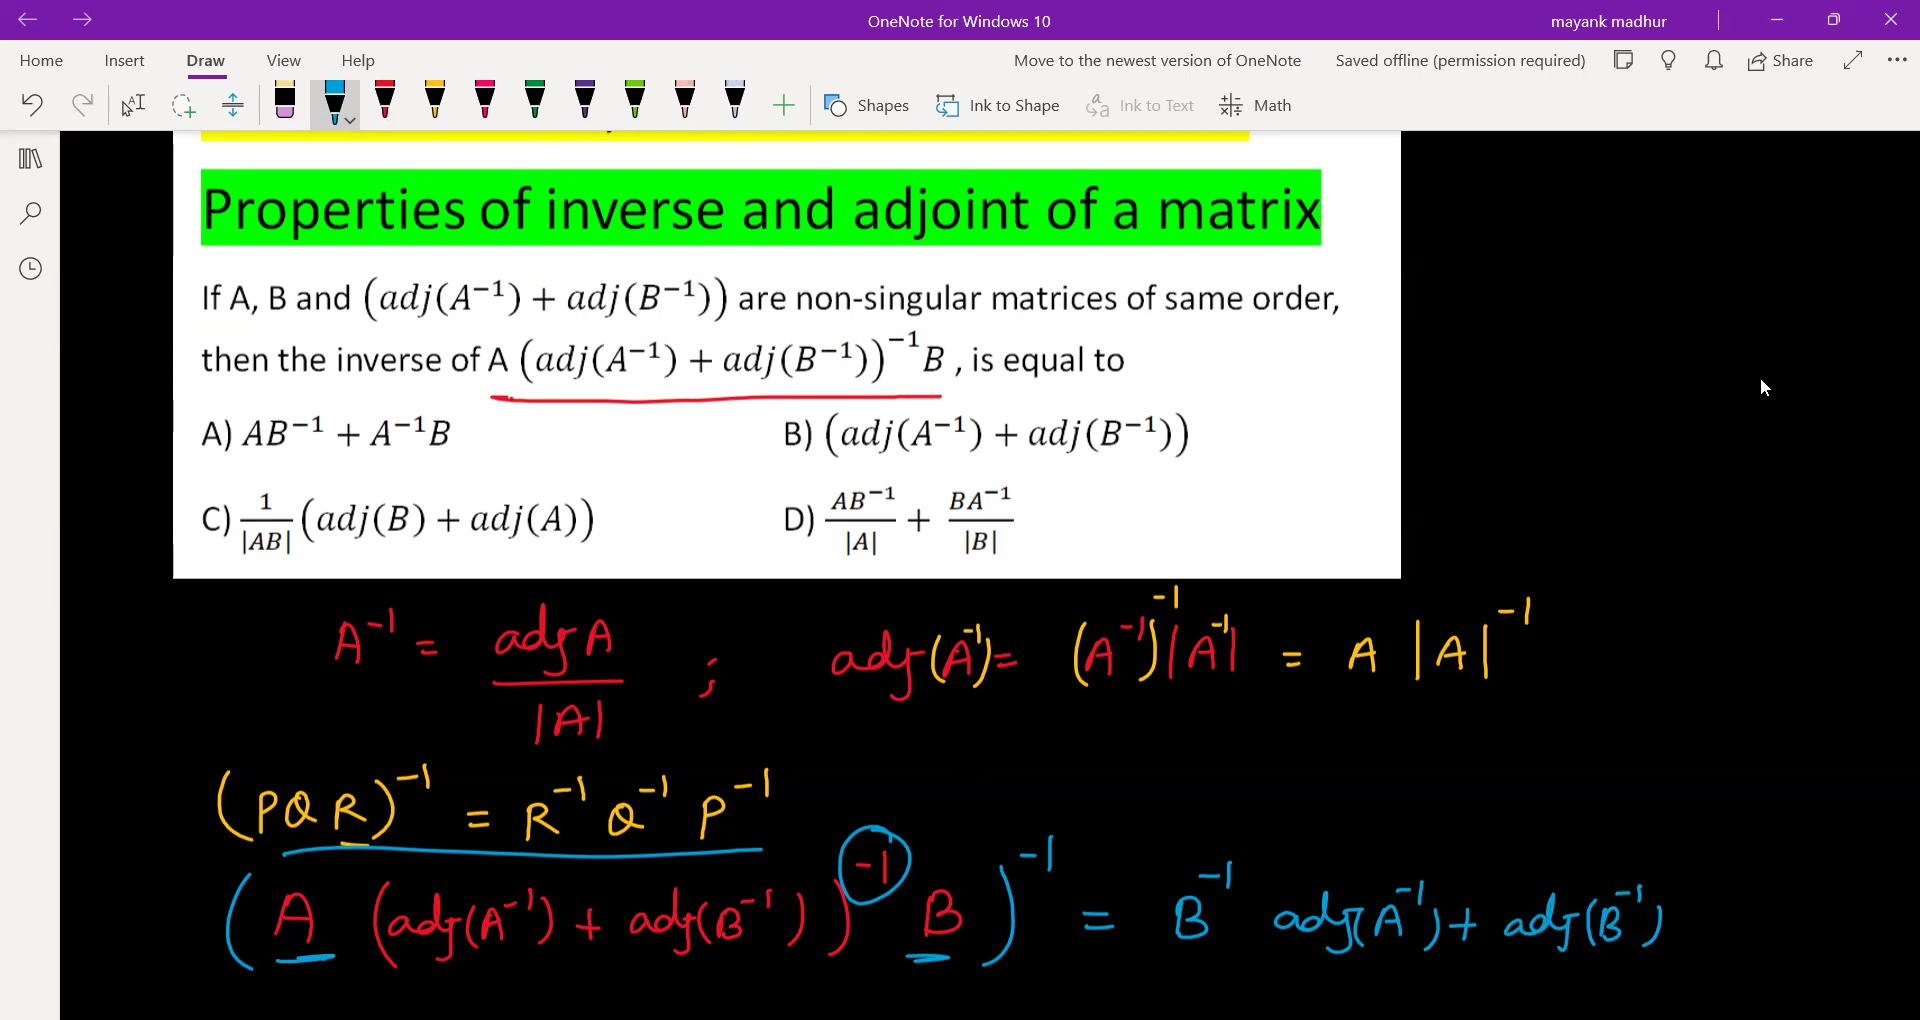 OneNote for Windows 10
mayank madhur
Home Insert Draw View Help
Move to the newest version of OneNote Saved offline (permission required) Share
Shapes Ink to Shape Ink to Text Math
Properties of inverse and adjoint of a matrix
If A, B and (adj(A⁻¹) + adj(B⁻¹)) are non-singular matrices of same order,
then the inverse of A (adj(A⁻¹) + adj(B⁻¹))⁻¹B , is equal to
A) AB⁻¹ + A⁻¹B B) (adj(A⁻¹) + adj(B⁻¹))
C) 1/|AB| (adj(B) + adj(A)) D) AB⁻¹/|A| + BA⁻¹/|B|
A⁻¹ = adj A/|A| ; adj(A⁻¹) = (A⁻¹)⁻¹|A⁻¹| = A |A|⁻¹
(PQR)⁻¹ = R⁻¹ Q⁻¹ P⁻¹
(A (adj(A⁻¹) + adj(B⁻¹))⁻¹ B)⁻¹ = B⁻¹ adj(A⁻¹) + adj(B⁻¹)